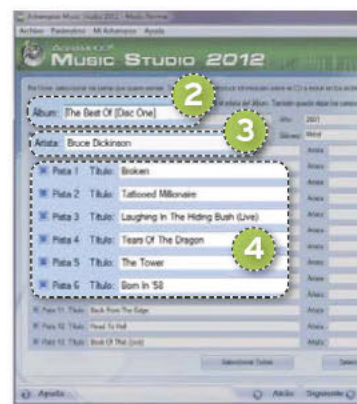 Ashampoo Music Studio 2012
Archivo Parámetros Mi Ashampoo Ayuda
Ashampoo®
MUSIC STUDIO 2012
2
Álbum: The Best Of [Disc One]
Año: 2001
3
Género: Metal
Artista: Bruce Dickinson
Artista:
Pista 1 Título: Broken
Artista:
Pista 2 Título: Tattooed Millionaire
Artista:
Pista 3 Título: Laughing In The Hiding Bush (Live)
Artista:
Pista 4 Título: Tears Of The Dragon
4
Artista:
Pista 5 Título: The Tower
Artista:
Pista 6 Título: Born In '58
Artista:
Pista 11. Título: Back From The Edge
Artista:
Pista 12. Título: Road To Hell
Artista:
Pista 13. Título: Book Of Thel (Live)
Artista:
Seleccionar Todas
Ayuda
Atrás Siguiente